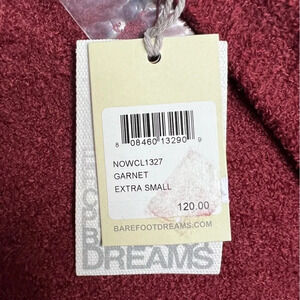 8 08460 13290 9
NOWCL1327
GARNET
EXTRA SMALL
120.00
BAREFOOTDREAMS.COM
DREAMS